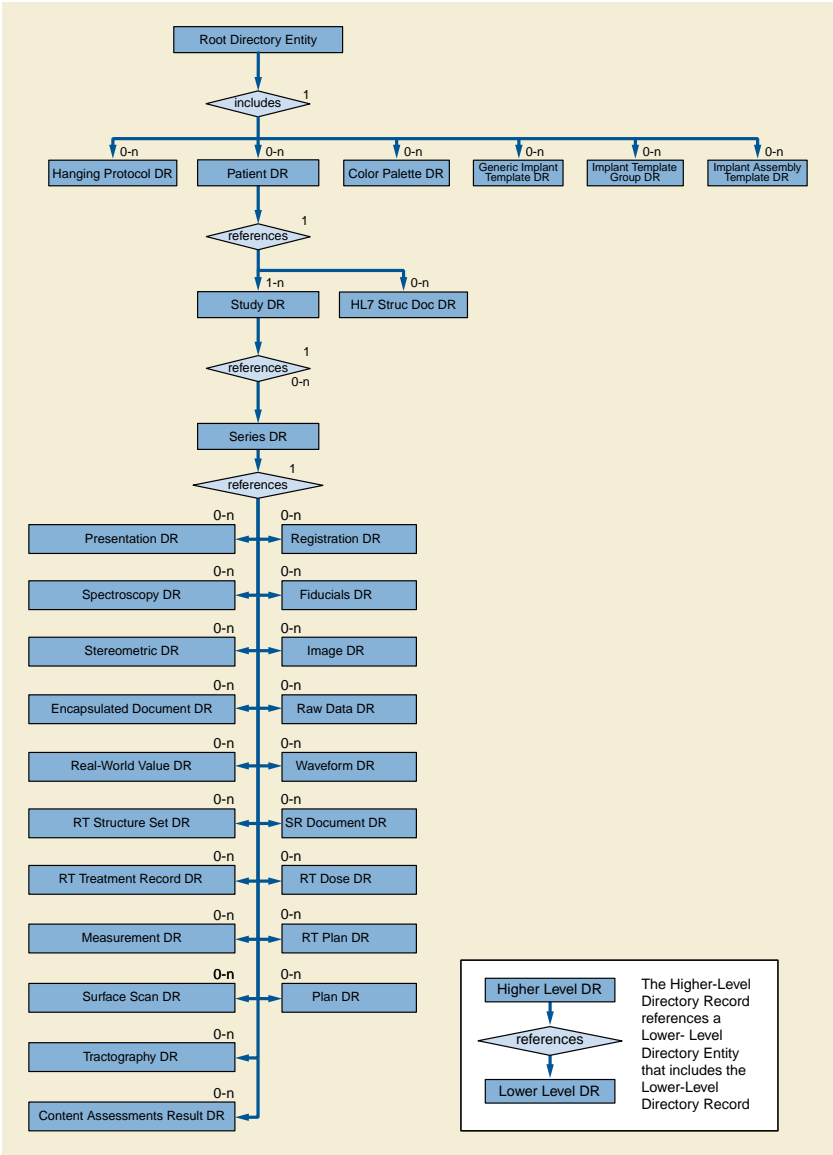 Root Directory Entity
1
includes
0-n 0-n 0-n 0-n 0-n 0-n
Hanging Protocol DR
Patient DR
Color Palette DR
Generic Implant
Template DR
Implant Template
Group DR
Implant Assembly
Template DR
1
references
1-n 0-n
Study DR
HL7 Struc Doc DR
1
references
0-n
Series DR
1
references
0-n 0-n
Presentation DR
Registration DR
0-n 0-n
Spectroscopy DR
Fiducials DR
0-n 0-n
Stereometric DR
Image DR
0-n 0-n
Encapsulated Document DR
Raw Data DR
0-n 0-n
Real-World Value DR
Waveform DR
0-n 0-n
RT Structure Set DR
SR Document DR
0-n 0-n
RT Treatment Record DR
RT Dose DR
0-n 0-n
Measurement DR
RT Plan DR
0-n 0-n
Surface Scan DR
Plan DR
0-n
Tractography DR
0-n
Content Assessments Result DR
Higher Level DR
references
Lower Level DR
The Higher-Level
Directory Record
references a
Lower- Level
Directory Entity
that includes the
Lower-Level
Directory Record